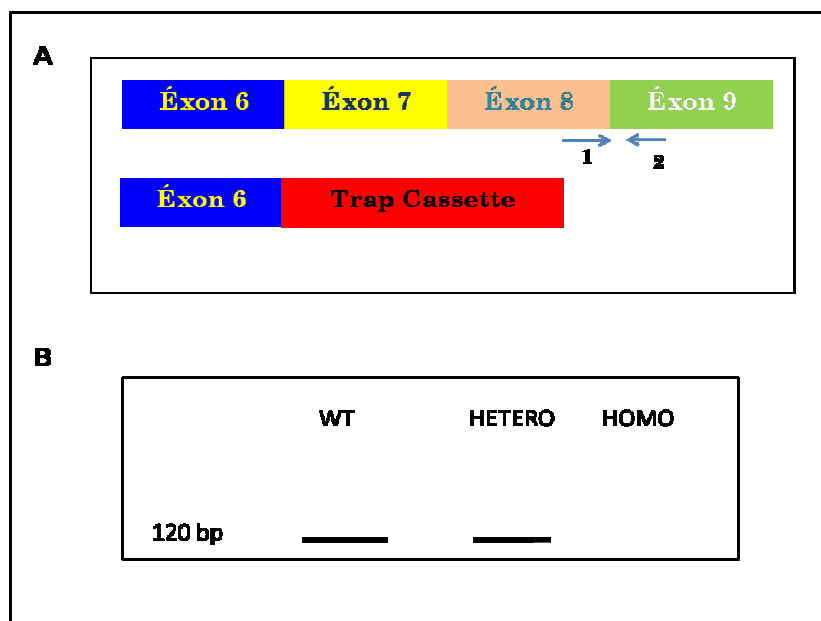 A
Éxon 6 Éxon 7 Éxon 8 Éxon 9
1 2
Éxon 6 Trap Cassette
B
WT HETERO HOMO
120 bp